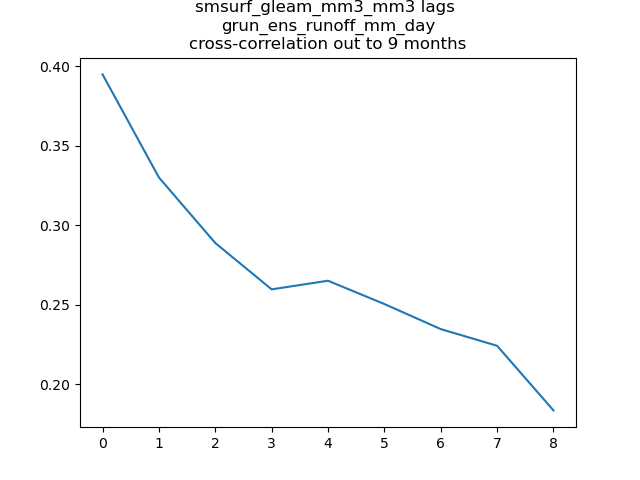 smsurf_gleam_mm3_mm3 lags
grun_ens_runoff_mm_day
cross-correlation out to 9 months
0.40
0.35
0.30
0.25
0.20
0 1 2 3 4 5 6 7 8